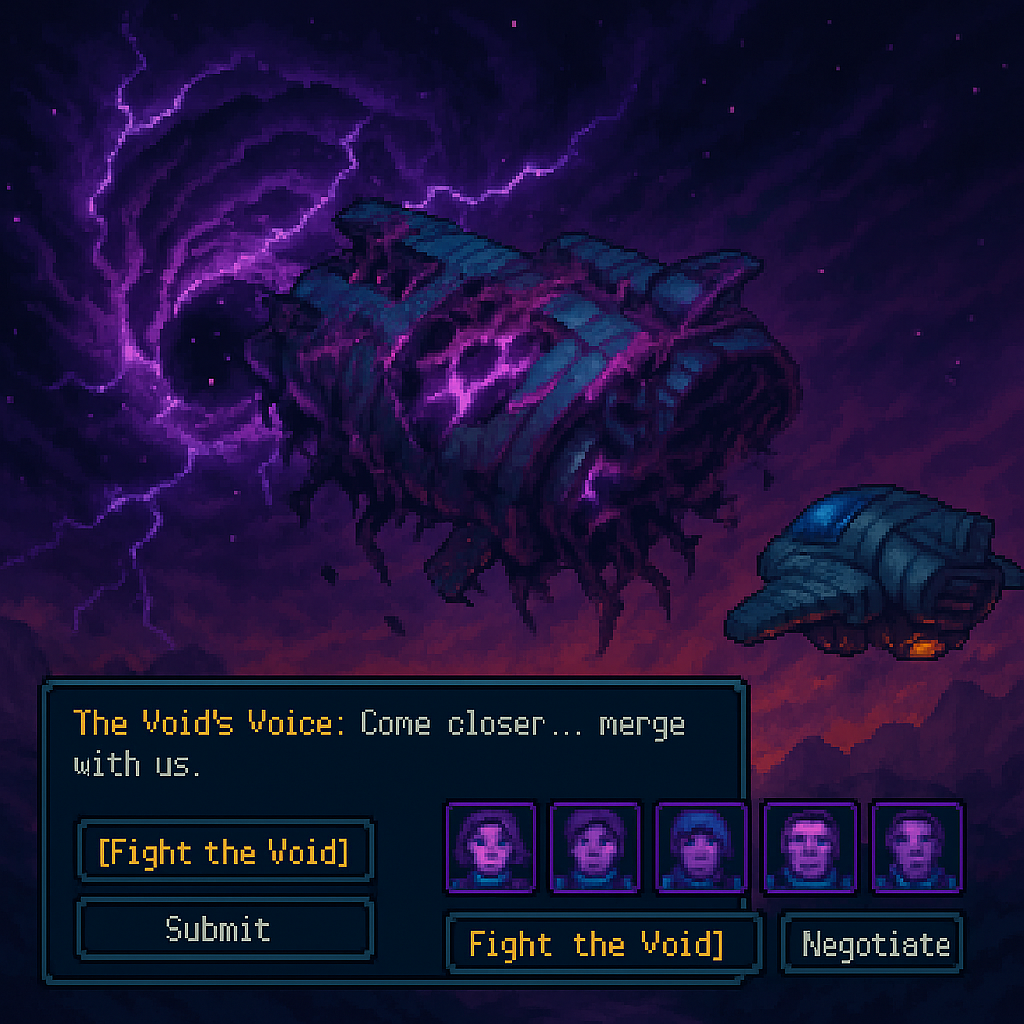 The Void's Voice: Come closer... merge
with us.
[Fight the Void]
Submit
Fight the Void]
Negotiate